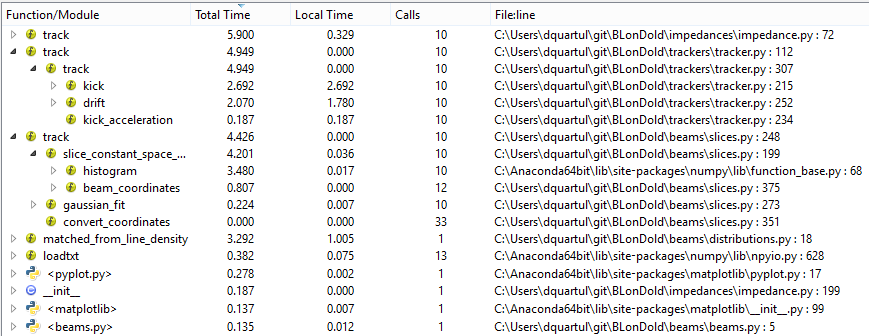 Function/Module Total Time Local Time Calls File:line
track 5.900 0.329 10 C:\Users\dquartul\git\BLonDold\impedances\impedance.py : 72
track 4.949 0.000 10 C:\Users\dquartul\git\BLonDold\trackers\tracker.py : 112
track 4.949 0.000 10 C:\Users\dquartul\git\BLonDold\trackers\tracker.py : 307
kick 2.692 2.692 10 C:\Users\dquartul\git\BLonDold\trackers\tracker.py : 215
drift 2.070 1.780 10 C:\Users\dquartul\git\BLonDold\trackers\tracker.py : 252
kick_acceleration 0.187 0.187 10 C:\Users\dquartul\git\BLonDold\trackers\tracker.py : 234
track 4.426 0.000 10 C:\Users\dquartul\git\BLonDold\beams\slices.py : 248
slice_constant_space_... 4.201 0.036 10 C:\Users\dquartul\git\BLonDold\beams\slices.py : 199
histogram 3.480 0.017 10 C:\Anaconda64bit\lib\site-packages\numpy\lib\function_base.py : 68
beam_coordinates 0.807 0.000 12 C:\Users\dquartul\git\BLonDold\beams\slices.py : 375
gaussian_fit 0.224 0.007 10 C:\Users\dquartul\git\BLonDold\beams\slices.py : 273
convert_coordinates 0.000 0.000 33 C:\Users\dquartul\git\BLonDold\beams\slices.py : 351
matched_from_line_density 3.292 1.005 1 C:\Users\dquartul\git\BLonDold\beams\distributions.py : 18
loadtxt 0.382 0.075 13 C:\Anaconda64bit\lib\site-packages\numpy\lib\npyio.py : 628
<pyplot.py> 0.278 0.002 1 C:\Anaconda64bit\lib\site-packages\matplotlib\pyplot.py : 17
__init__ 0.187 0.000 1 C:\Users\dquartul\git\BLonDold\impedances\impedance.py : 199
<matplotlib> 0.137 0.007 1 C:\Anaconda64bit\lib\site-packages\matplotlib\__init__.py : 99
<beams.py> 0.135 0.012 1 C:\Users\dquartul\git\BLonDold\beams\beams.py : 5